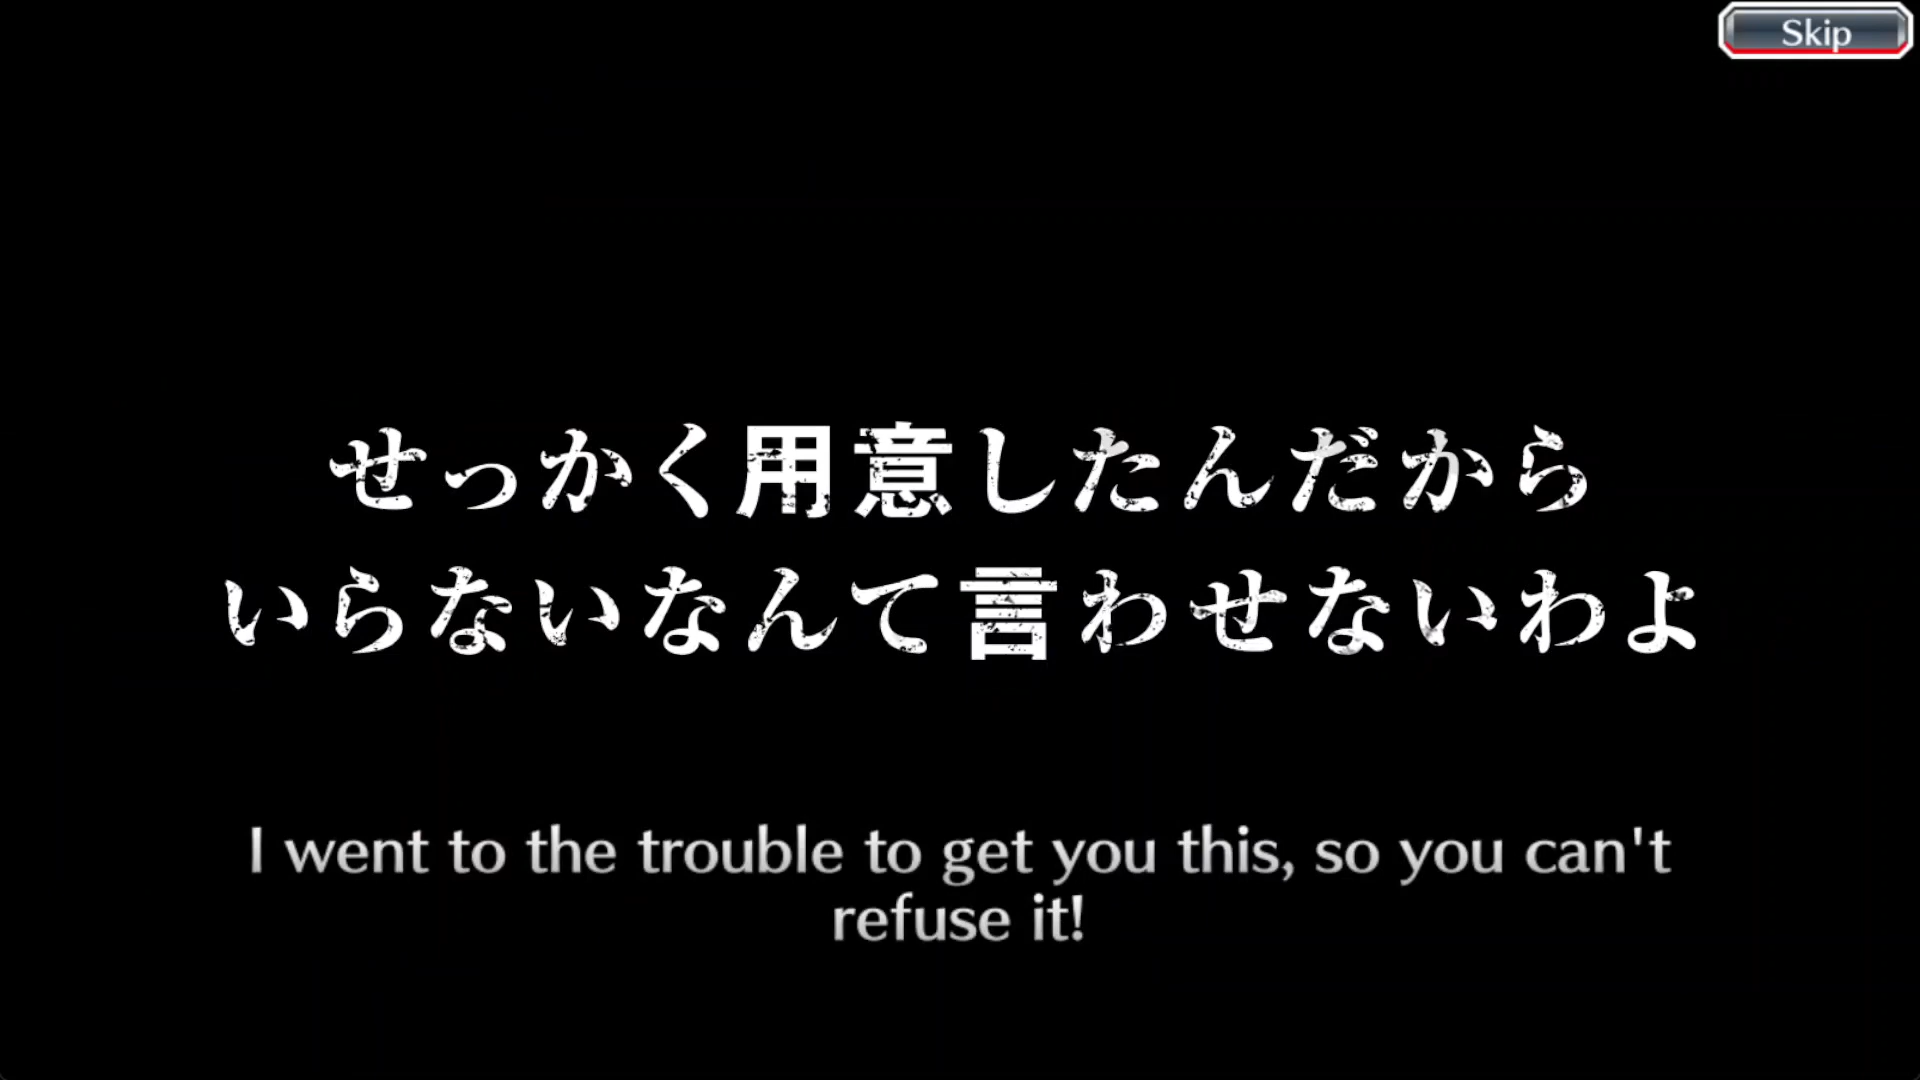 Skip
せっかく用意したんだから
いらないなんて言わせないわよ
I went to the trouble to get you this, so you can't
refuse it!